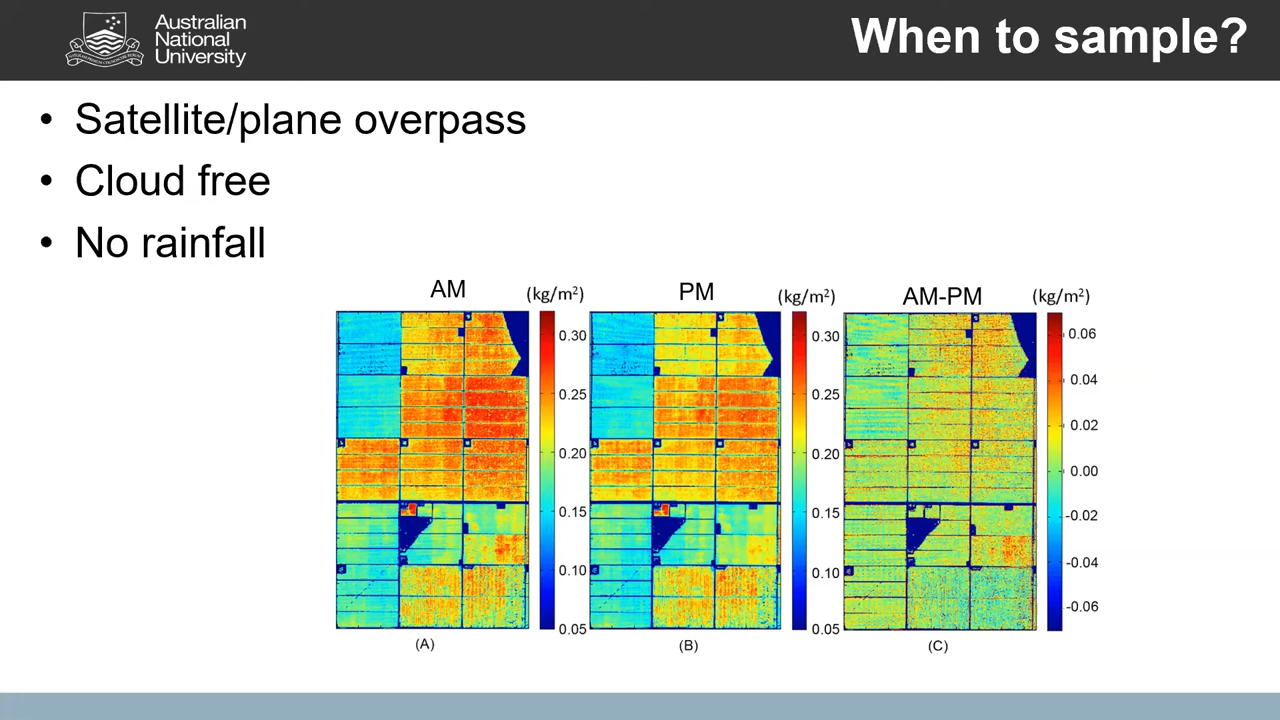 Australian
National
University
When to sample?
• Satellite/plane overpass
• Cloud free
• No rainfall
AM
(kg/m²)
0.30
0.25
0.20
0.15
0.10
0.05
(A)
PM
(kg/m²)
0.30
0.25
0.20
0.15
0.10
0.05
(B)
AM-PM
(kg/m²)
0.06
0.04
0.02
0.00
-0.02
-0.04
-0.06
(C)